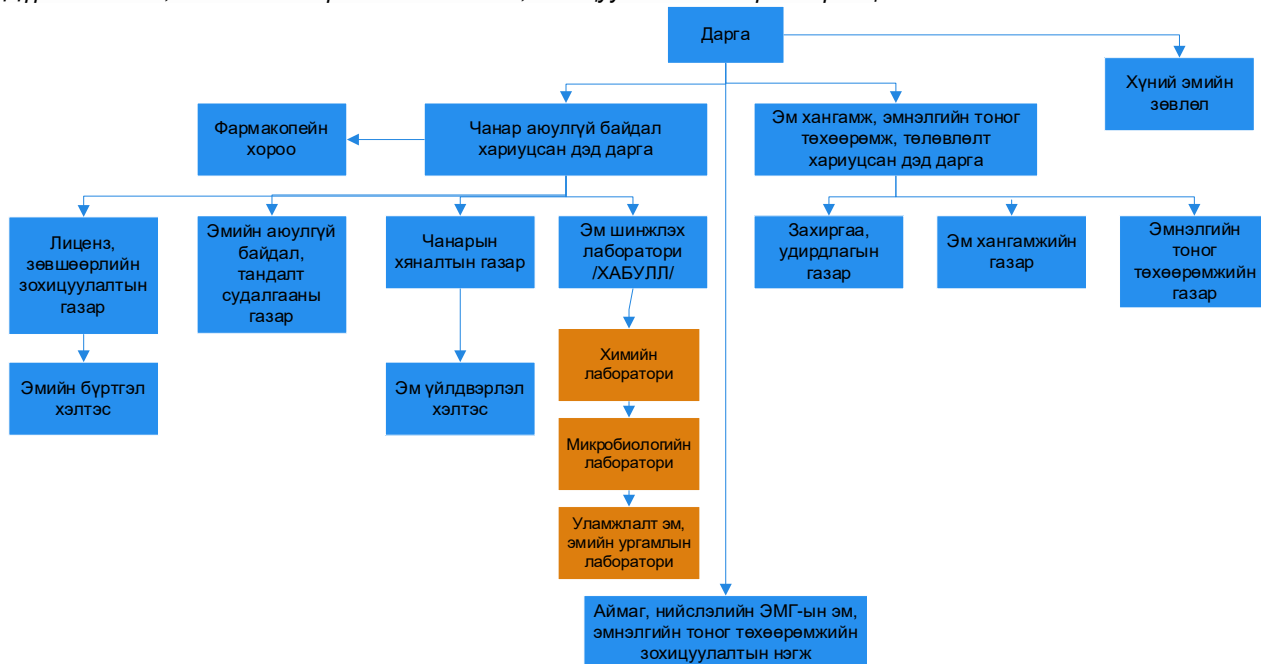 Дарга
Хүний эмийн
зөвлөл
Фармакопейн
хороо
Чанар аюулгүй байдал
хариуцсан дэд дарга
Эм хангамж, эмнэлгийн тоног
төхөөрөмж, төлөвлөлт
хариуцсан дэд дарга
Лиценз,
зөвшөөрлийн
зохицуулалтын
газар
Эмийн аюулгүй
байдал,
тандалт
судалгааны
газар
Чанарын
хяналтын газар
Эм шинжлэх
лаборатори
/ХАБУЛЛ/
Захиргаа,
удирдлагын
газар
Эм хангамжийн
газар
Эмнэлгийн
тоног
төхөөрөмжийн
газар
Эмийн бүртгэл
хэлтэс
Эм үйлдвэрлэл
хэлтэс
Химийн
лаборатори
Микробиологийн
лаборатори
Уламжлалт эм,
эмийн ургамлын
лаборатори
Аймаг, нийслэлийн ЭМГ-ын эм,
эмнэлгийн тоног төхөөрөмжийн
зохицуулалтын нэгж